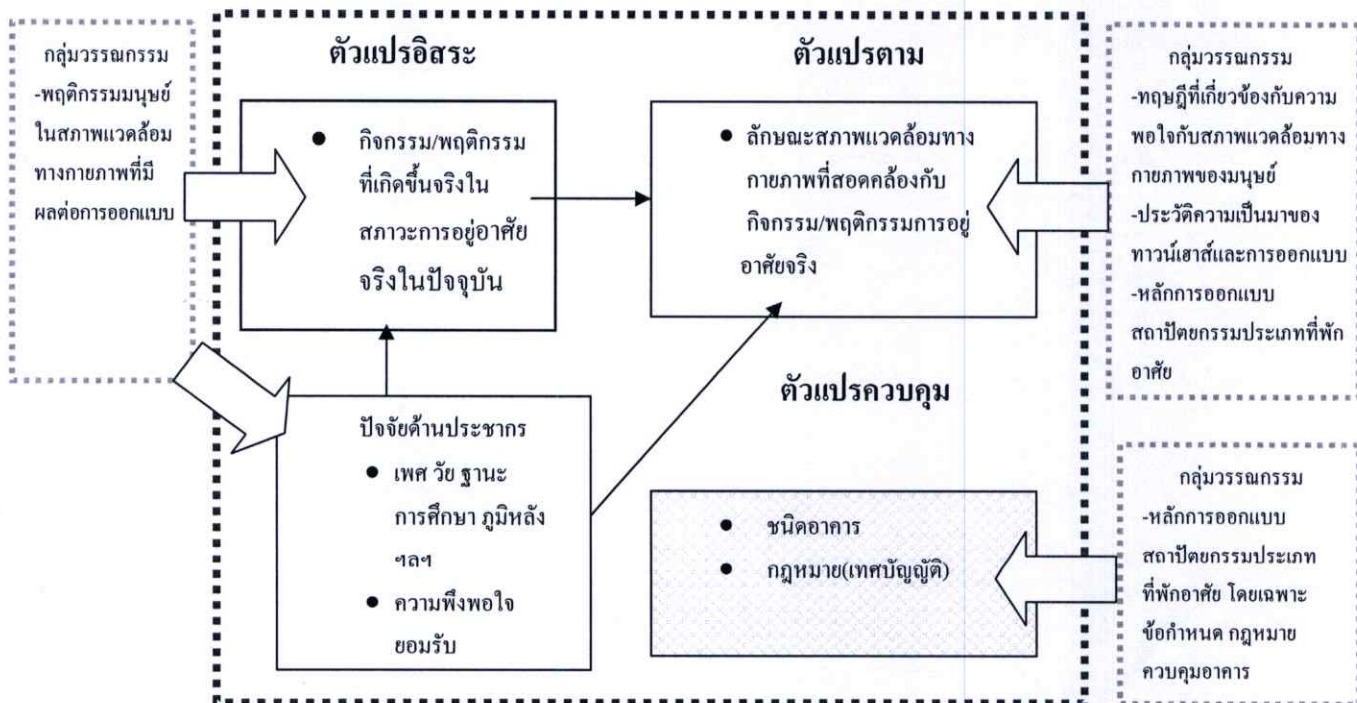 กลุ่มวรรณกรรม
-พฤติกรรมมนุษย์
ในสภาพแวดล้อม
ทางกายภาพที่มี
ผลต่อการออกแบบ
ตัวแปรอิสระ
กิจกรรม/พฤติกรรม
ที่เกิดขึ้นจริงใน
สภาวะการอยู่อาศัย
จริงในปัจจุบัน
ตัวแปรตาม
ลักษณะสภาพแวดล้อมทาง
กายภาพที่สอดคล้องกับ
กิจกรรม/พฤติกรรมการอยู่
อาศัยจริง
กลุ่มวรรณกรรม
-ทฤษฎีที่เกี่ยวข้องกับความ
พอใจกับสภาพแวดล้อมทาง
กายภาพของมนุษย์
-ประวัติความเป็นมาของ
ทาวน์เฮาส์และการออกแบบ
-หลักการออกแบบ
สถาปัตยกรรมประเภทที่พัก
อาศัย
ปัจจัยด้านประชากร
เพศ วัย ฐานะ
การศึกษา ภูมิหลัง
ฯลฯ
ความพึงพอใจ
ยอมรับ
ตัวแปรควบคุม
ชนิดอาคาร
กฎหมาย(เทศบัญญัติ)
กลุ่มวรรณกรรม
-หลักการออกแบบ
สถาปัตยกรรมประเภท
ที่พักอาศัย โดยเฉพาะ
ข้อกำหนด กฎหมาย
ควบคุมอาคาร